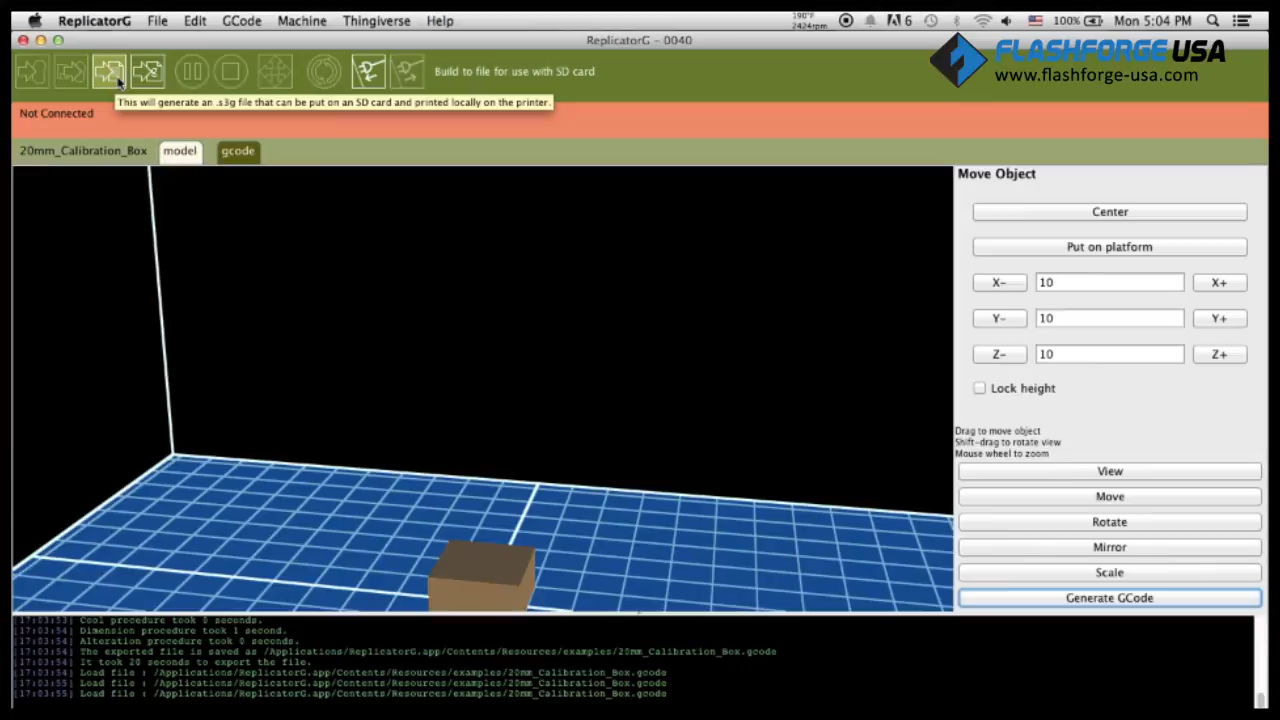 ReplicatorG File Edit GCode Machine Thingiverse Help 190°F 2424rpm 6 100% Mon 5:04 PM
ReplicatorG - 0040
FLASHFORGE USA
www.flashforge-usa.com
Build to file for use with SD card
This will generate an .s3g file that can be put on an SD card and printed locally on the printer.
Not Connected
20mm_Calibration_Box model gcode
Move Object
Center
Put on platform
X- 10 X+
Y- 10 Y+
Z- 10 Z+
Lock height
Drag to move object
Shift-drag to rotate view
Mouse wheel to zoom
View
Move
Rotate
Mirror
Scale
Generate GCode
[17:03:53] Cool procedure took 0 seconds.
[17:03:54] Dimension procedure took 1 second.
[17:03:54] Alteration procedure took 0 seconds.
[17:03:54] The exported file is saved as /Applications/ReplicatorG.app/Contents/Resources/examples/20mm_Calibration_Box.gcode
[17:03:54] It took 20 seconds to export the file.
[17:03:54] Load file : /Applications/ReplicatorG.app/Contents/Resources/examples/20mm_Calibration_Box.gcode
[17:03:55] Load file : /Applications/ReplicatorG.app/Contents/Resources/examples/20mm_Calibration_Box.gcode
[17:03:55] Load file : /Applications/ReplicatorG.app/Contents/Resources/examples/20mm_Calibration_Box.gcode